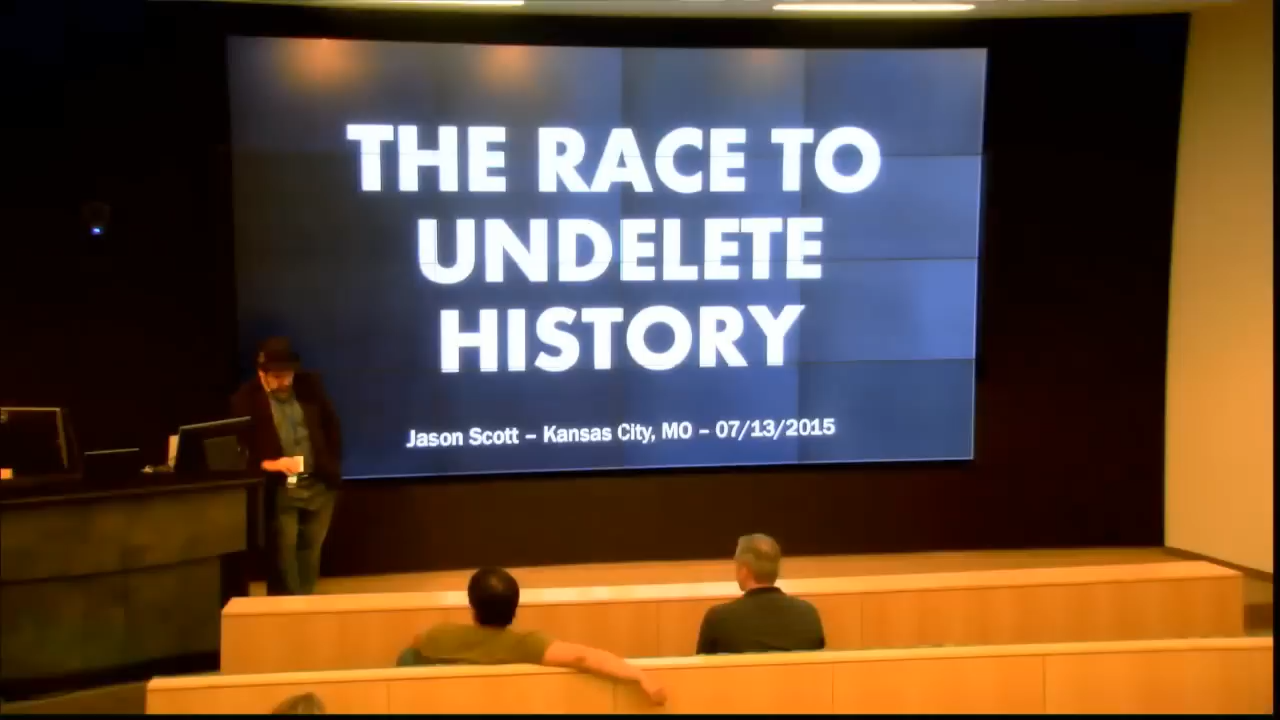 THE RACE TO
UNDELETE
HISTORY
Jason Scott – Kansas City, MO – 07/13/2015